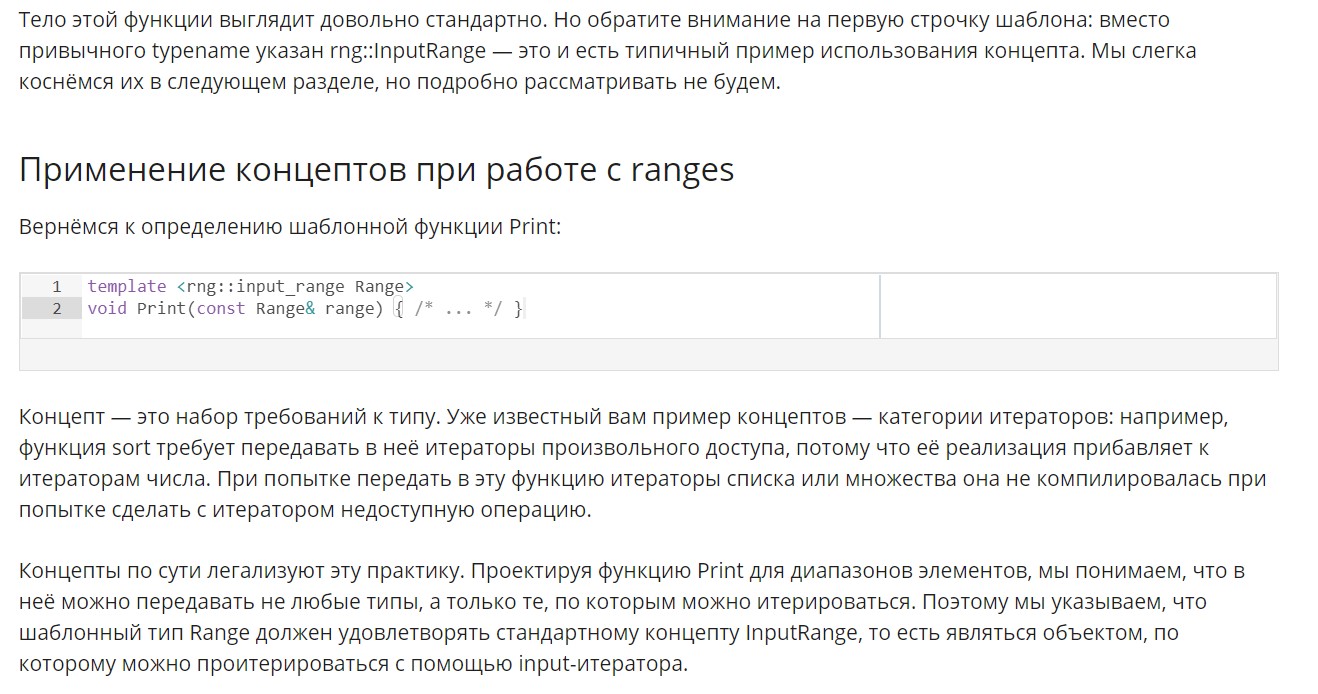 Тело этой функции выглядит довольно стандартно. Но обратите внимание на первую строчку шаблона: вместо
привычного typename указан rng::InputRange — это и есть типичный пример использования концепта. Мы слегка
коснёмся их в следующем разделе, но подробно рассматривать не будем.
Применение концептов при работе с ranges
Вернёмся к определению шаблонной функции Print:
1 template <rng::input_range Range>
2 void Print(const Range& range) { /* ... */ }
Концепт — это набор требований к типу. Уже известный вам пример концептов — категории итераторов: например,
функция sort требует передавать в неё итераторы произвольного доступа, потому что её реализация прибавляет к
итераторам числа. При попытке передать в эту функцию итераторы списка или множества она не компилировалась при
попытке сделать с итератором недоступную операцию.
Концепты по сути легализуют эту практику. Проектируя функцию Print для диапазонов элементов, мы понимаем, что в
неё можно передавать не любые типы, а только те, по которым можно итерироваться. Поэтому мы указываем, что
шаблонный тип Range должен удовлетворять стандартному концепту InputRange, то есть являться объектом, по
которому можно проитерироваться с помощью input-итератора.